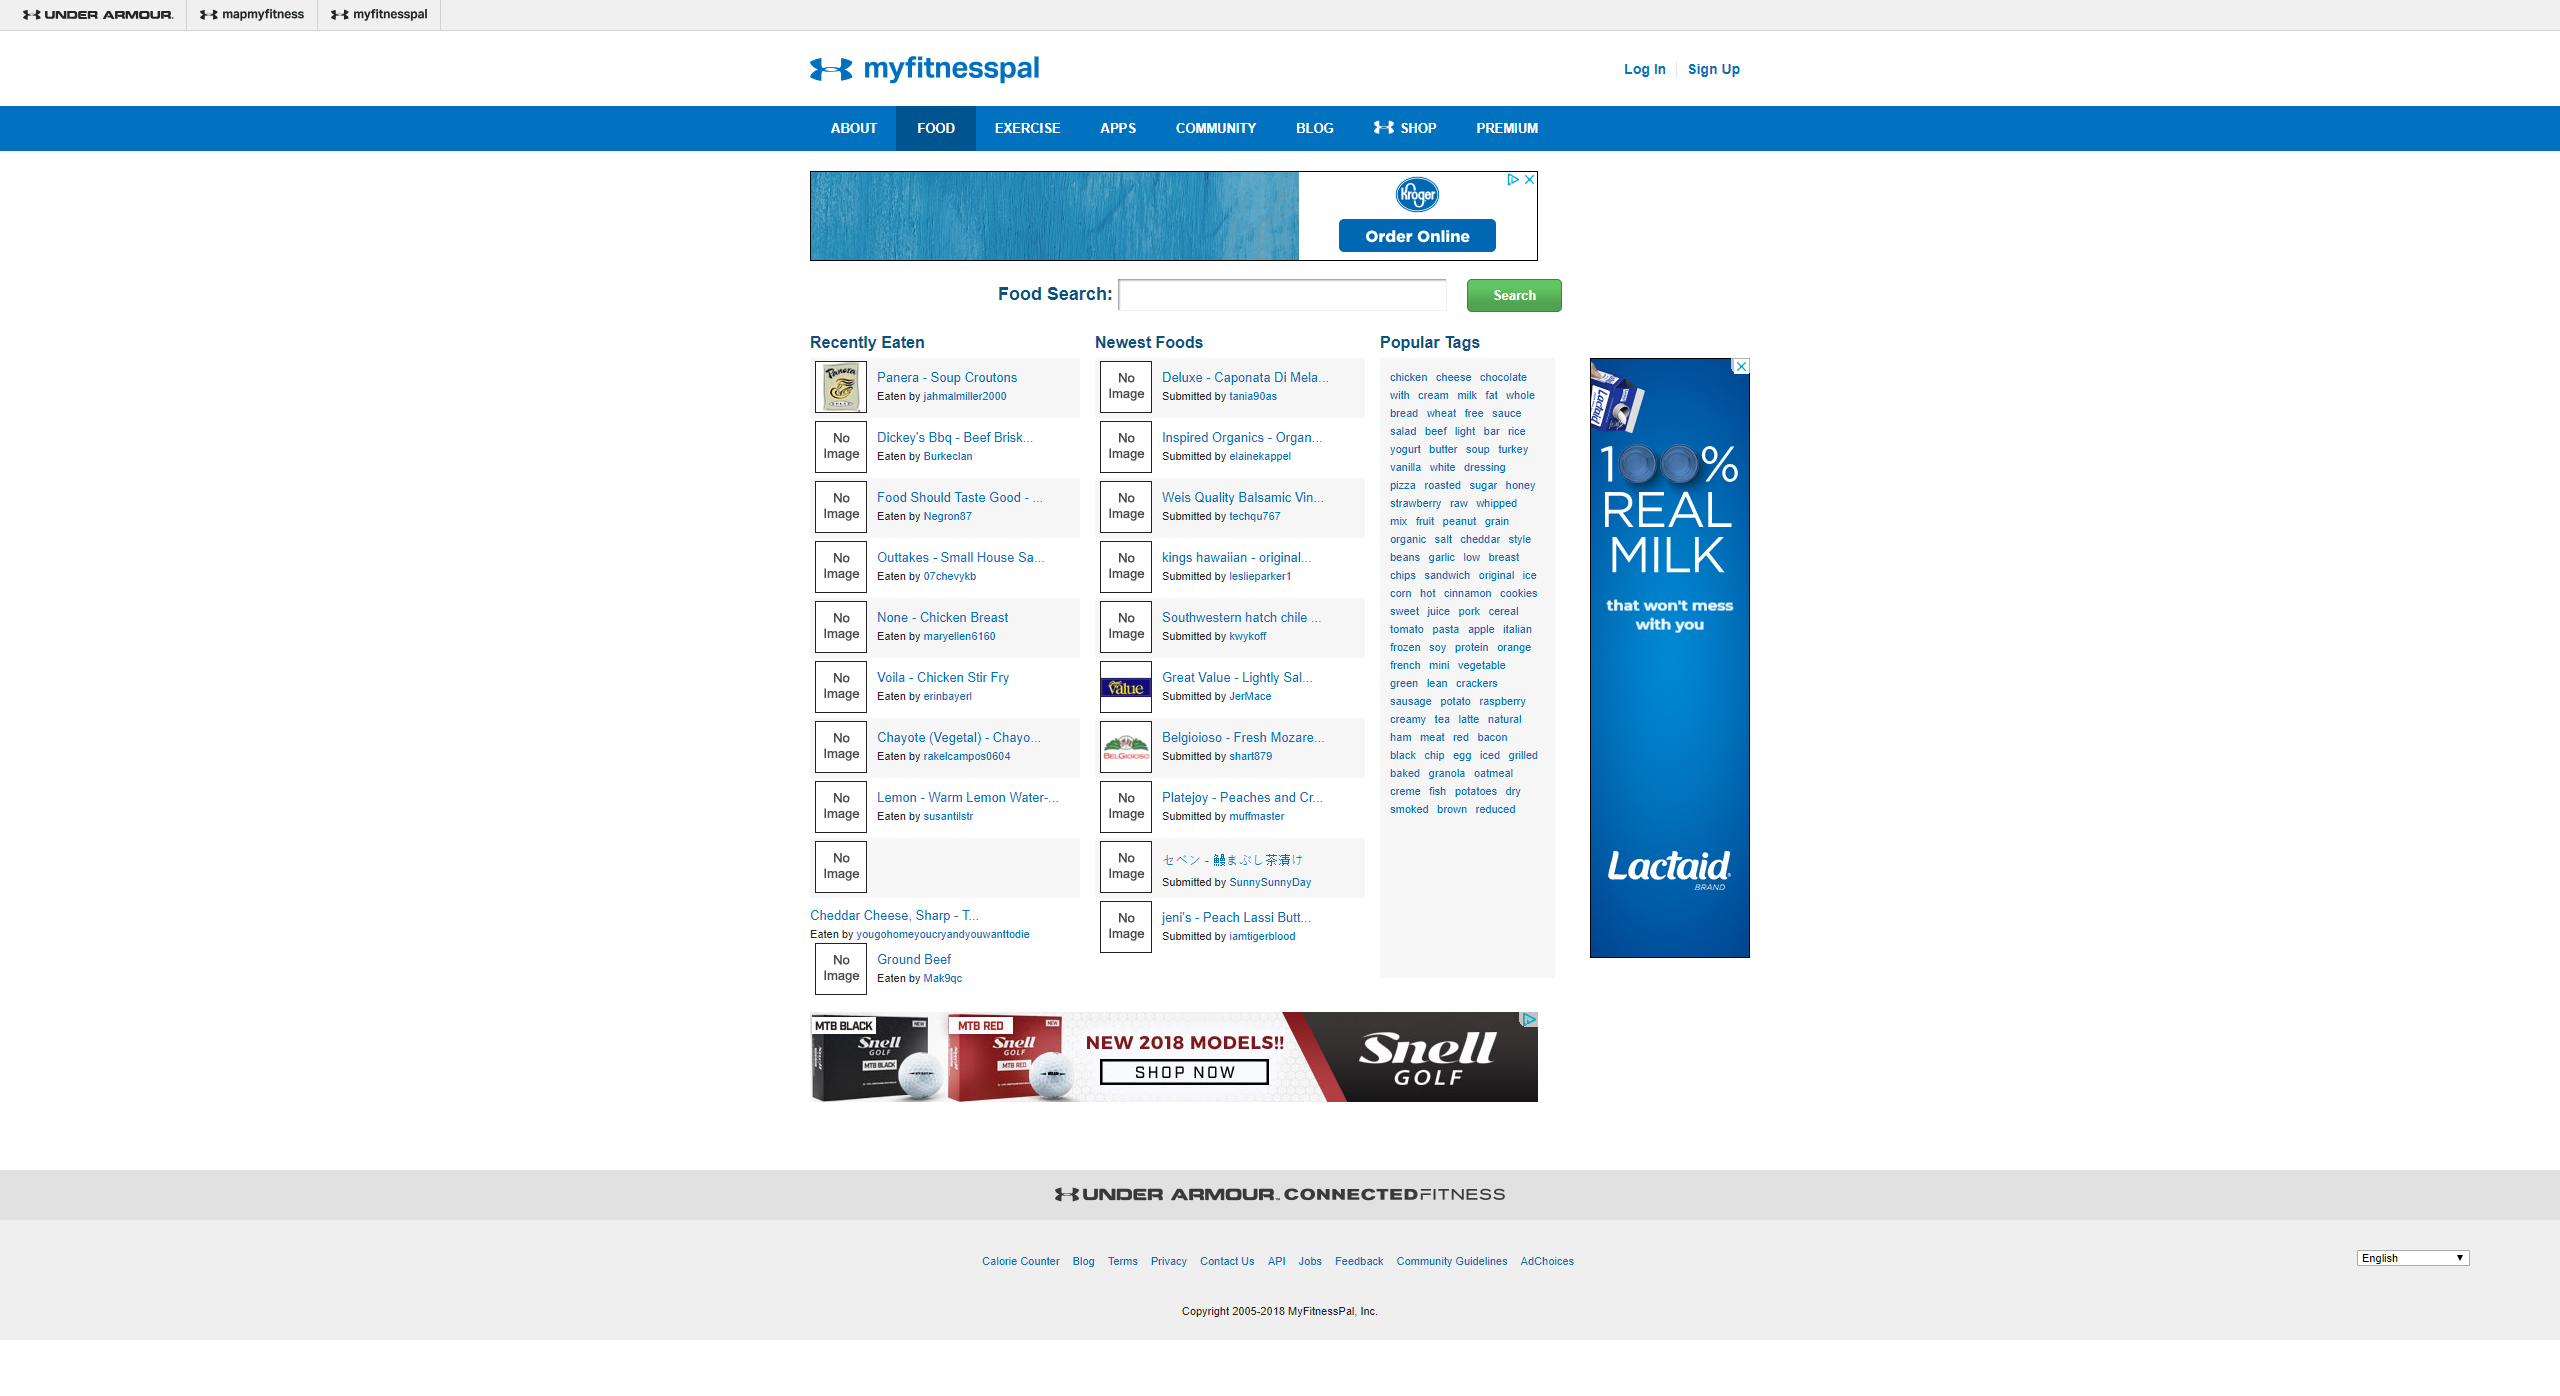 UNDER ARMOUR. mapmyfitness myfitnesspal
myfitnesspal
Log In Sign Up
ABOUT FOOD EXERCISE APPS COMMUNITY BLOG SHOP PREMIUM
Kroger
Order Online
Food Search:
Search
Recently Eaten
Panera
Panera - Soup Croutons
Eaten by jahmalmiller2000
No Image
Dickey's Bbq - Beef Brisk...
Eaten by Burkeclan
No Image
Food Should Taste Good - ...
Eaten by Negron87
No Image
Outtakes - Small House Sa...
Eaten by 07chevykb
No Image
None - Chicken Breast
Eaten by maryellen6160
No Image
Voila - Chicken Stir Fry
Eaten by erinbayerl
No Image
Chayote (Vegetal) - Chayo...
Eaten by rakelcampos0604
No Image
Lemon - Warm Lemon Water-...
Eaten by susantilstr
No Image
Cheddar Cheese, Sharp - T...
Eaten by yougohomeyoucryandyouwanttodie
No Image
Ground Beef
Eaten by Mak9qc
Newest Foods
No Image
Deluxe - Caponata Di Mela...
Submitted by tania90as
No Image
Inspired Organics - Organ...
Submitted by elainekappel
No Image
Weis Quality Balsamic Vin...
Submitted by techqu767
No Image
kings hawaiian - original...
Submitted by leslieparker1
No Image
Southwestern hatch chile ...
Submitted by kwykoff
Value
Great Value - Lightly Sal...
Submitted by JerMace
BELGIOIOSO
Belgioioso - Fresh Mozare...
Submitted by shart879
No Image
Platejoy - Peaches and Cr...
Submitted by muffmaster
No Image
セブン - 鰻まぶし茶漬け
Submitted by SunnySunnyDay
No Image
jeni's - Peach Lassi Butt...
Submitted by iamtigerblood
Popular Tags
chicken cheese chocolate
with cream milk fat whole
bread wheat free sauce
salad beef light bar rice
yogurt butter soup turkey
vanilla white dressing
pizza roasted sugar honey
strawberry raw whipped
mix fruit peanut grain
organic salt cheddar style
beans garlic low breast
chips sandwich original ice
corn hot cinnamon cookies
sweet juice pork cereal
tomato pasta apple italian
frozen soy protein orange
french mini vegetable
green lean crackers
sausage potato raspberry
creamy tea latte natural
ham meat red bacon
black chip egg iced grilled
baked granola oatmeal
creme fish potatoes dry
smoked brown reduced
Lactaid
100%
REAL
MILK
that won't mess
with you
Lactaid
BRAND
MTB BLACK NEW
Snell
GOLF
MTB BLACK
MTB RED NEW
Snell
GOLF
MTB RED
NEW 2018 MODELS!!
SHOP NOW
Snell
GOLF
UNDER ARMOUR™ CONNECTEDFITNESS
Calorie Counter Blog Terms Privacy Contact Us API Jobs Feedback Community Guidelines AdChoices
English
Copyright 2005-2018 MyFitnessPal, Inc.